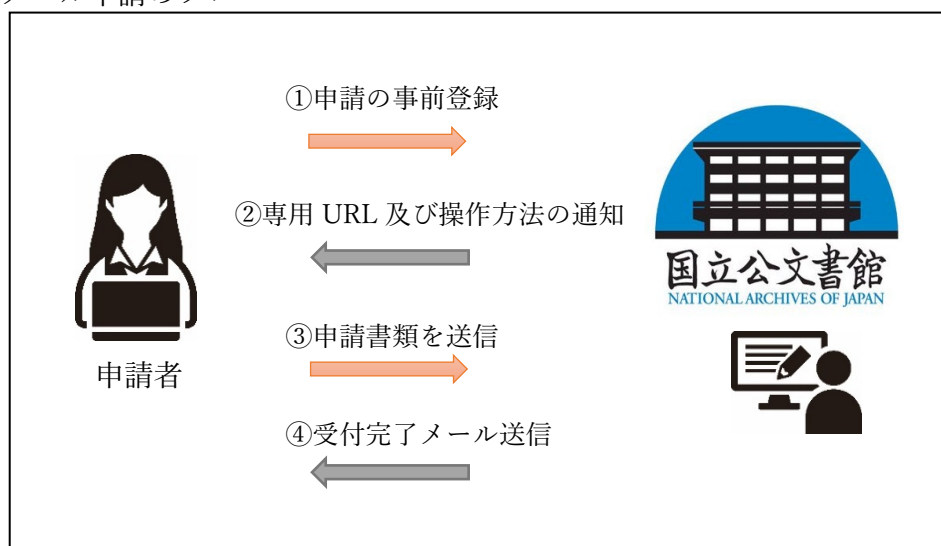 ①申請の事前登録
②専用 URL 及び操作方法の通知
国立公文書館
NATIONAL ARCHIVES OF JAPAN
③申請書類を送信
申請者
④受付完了メール送信